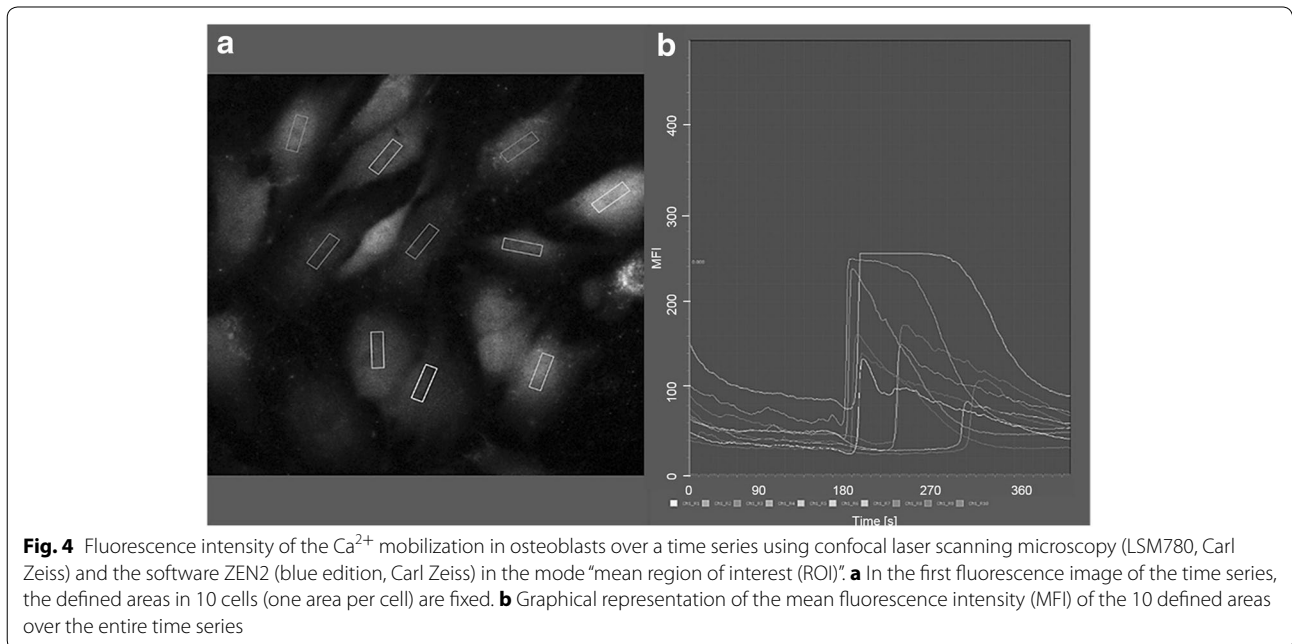 a
b
400
300
200
100
0
MFI
0 90 180 270 360
Time [s]
Fig. 4 Fluorescence intensity of the Ca²⁺ mobilization in osteoblasts over a time series using confocal laser scanning microscopy (LSM780, Carl
Zeiss) and the software ZEN2 (blue edition, Carl Zeiss) in the mode “mean region of interest (ROI)”. a In the first fluorescence image of the time series,
the defined areas in 10 cells (one area per cell) are fixed. b Graphical representation of the mean fluorescence intensity (MFI) of the 10 defined areas
over the entire time series